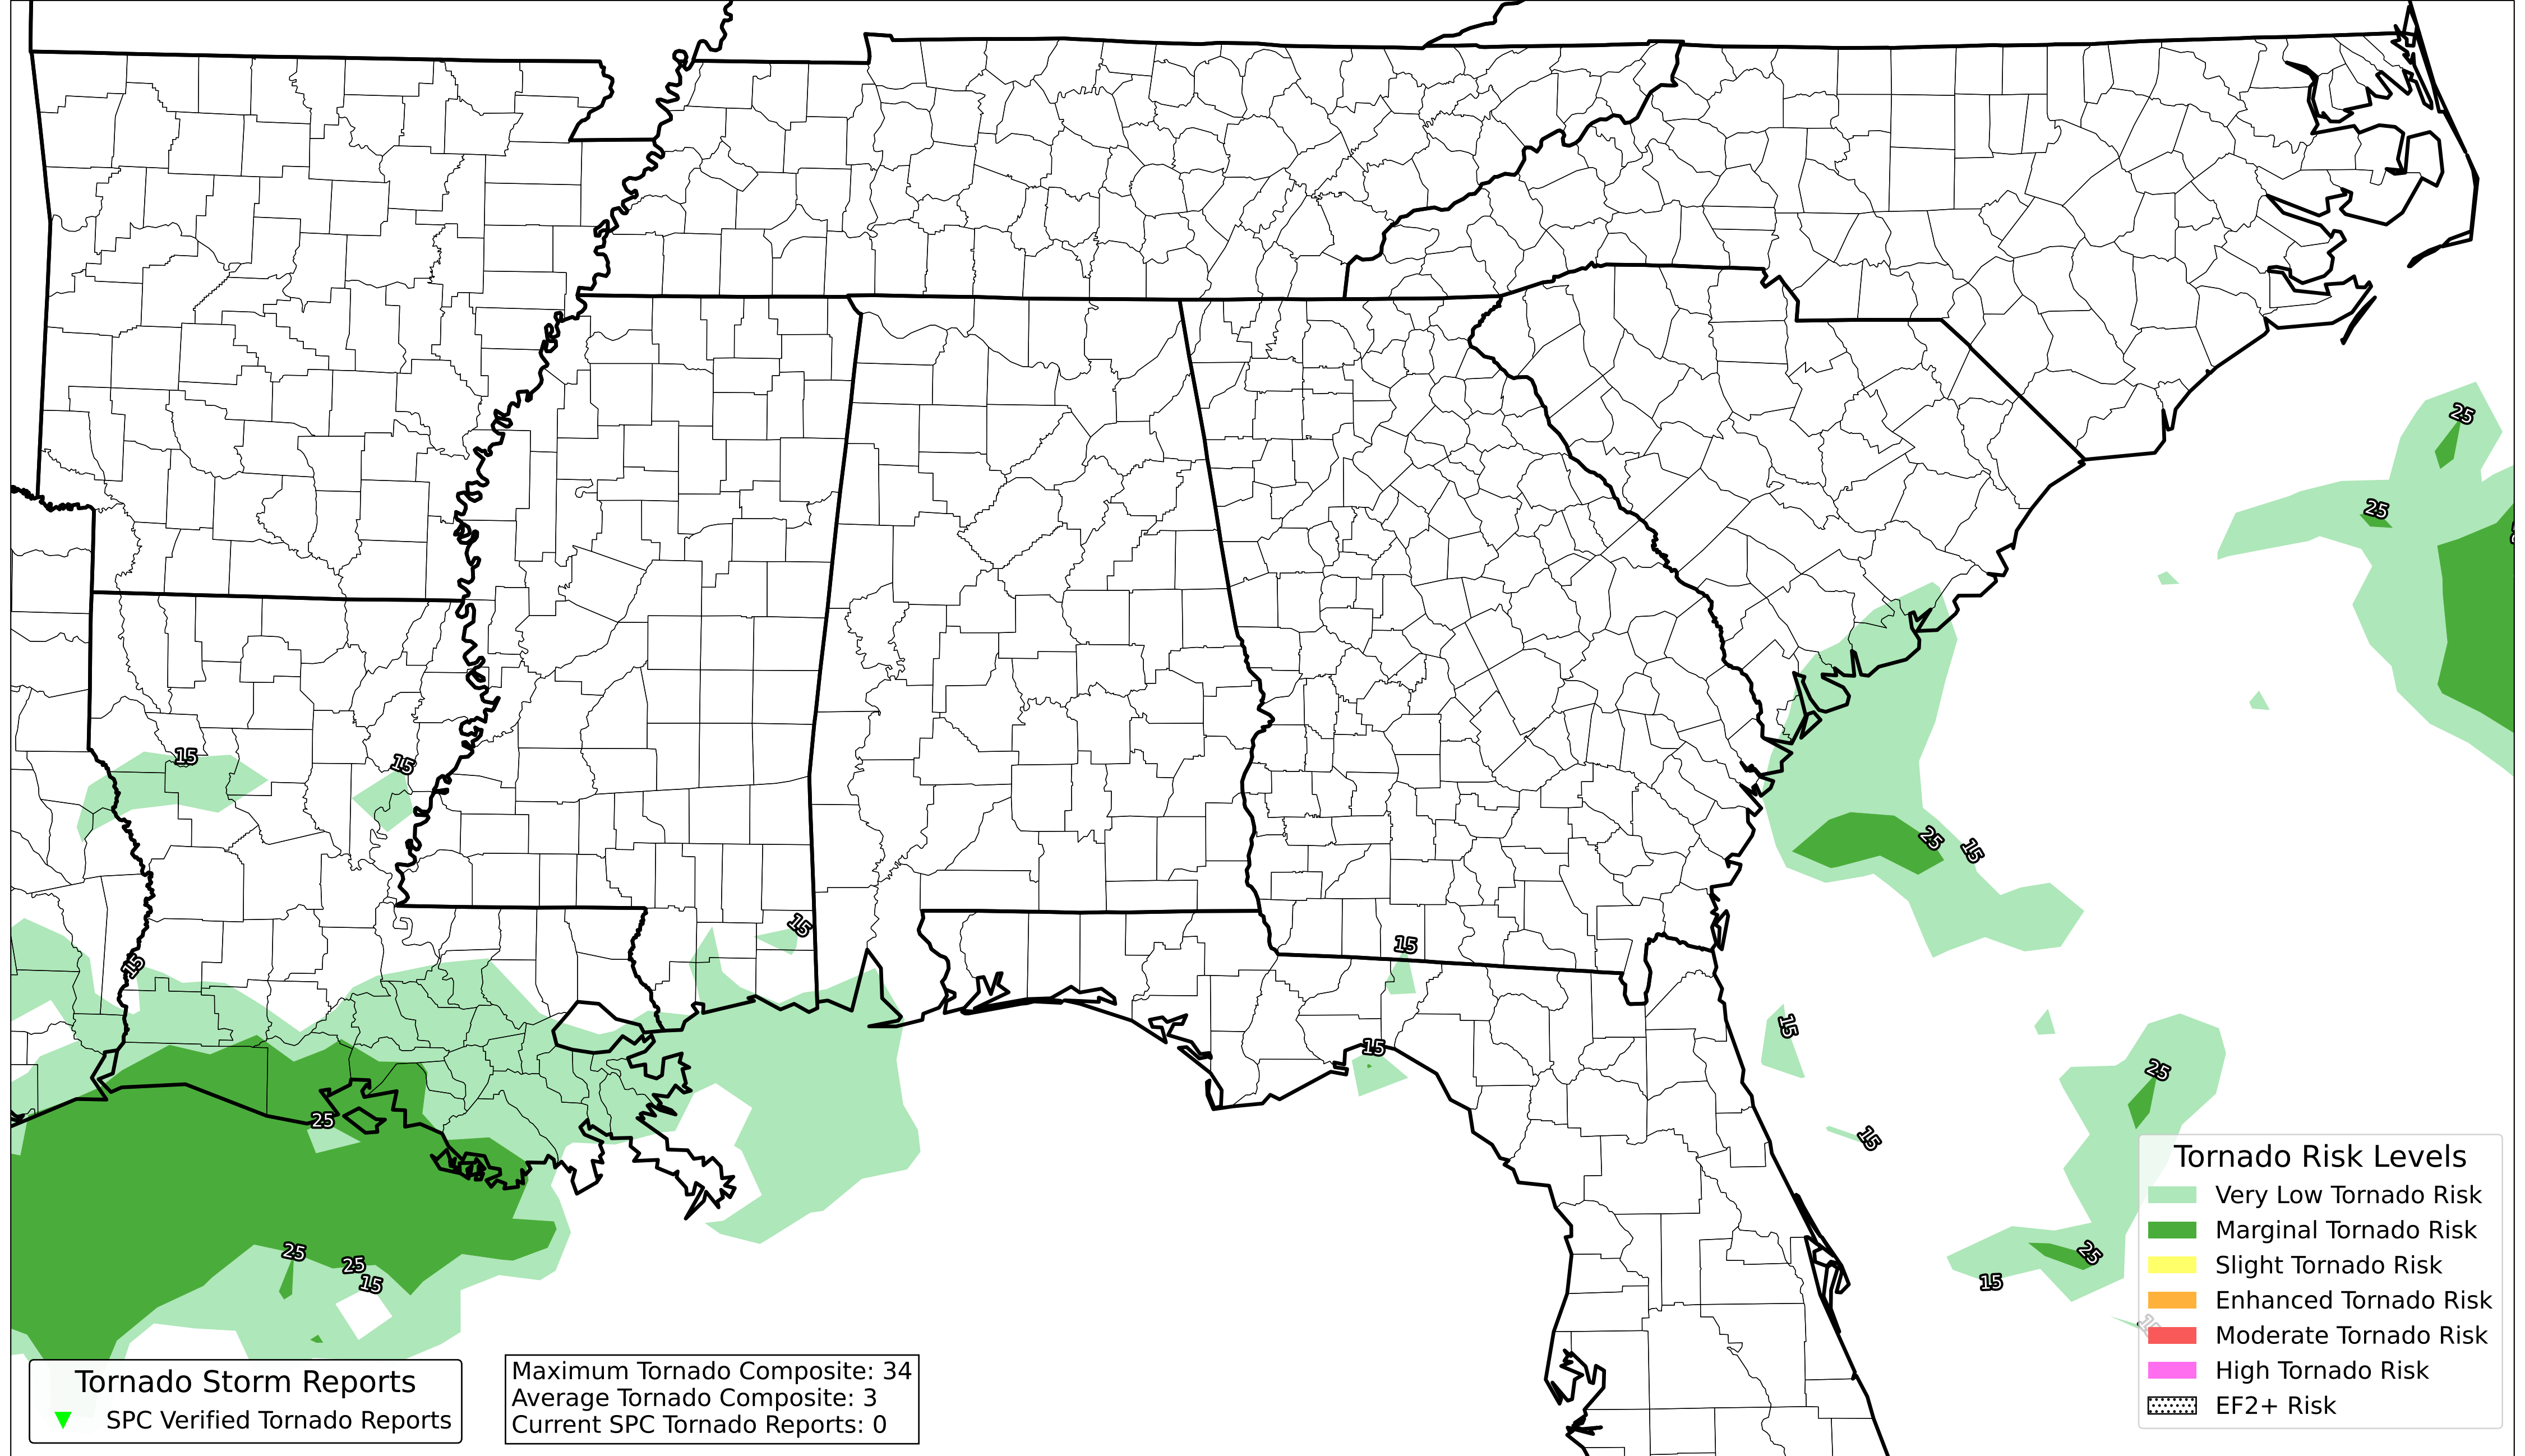 25
25
15
15
25
15
15
15
15
15
15
25
25
15
25
25
15
25
15
15
Tornado Risk Levels
Very Low Tornado Risk
Marginal Tornado Risk
Slight Tornado Risk
Enhanced Tornado Risk
Moderate Tornado Risk
High Tornado Risk
EF2+ Risk
Tornado Storm Reports
SPC Verified Tornado Reports
Maximum Tornado Composite: 34
Average Tornado Composite: 3
Current SPC Tornado Reports: 0